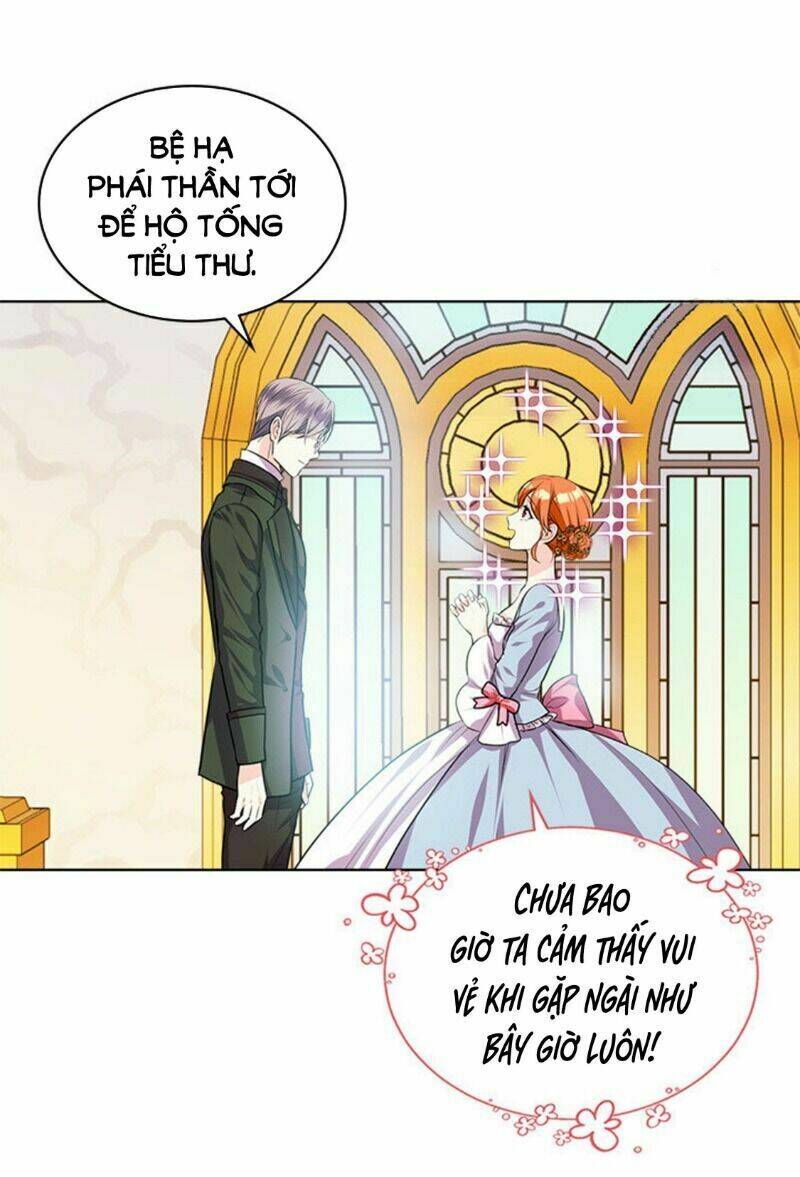 BỆ HẠ
PHÁI THẦN TỚI
ĐỂ HỘ TỐNG
TIỂU THƯ.
CHƯA BAO
GIỜ TA CẢM THẤY VUI
VẺ KHI GẶP NGÀI NHƯ
BÂY GIỜ LUÔN!